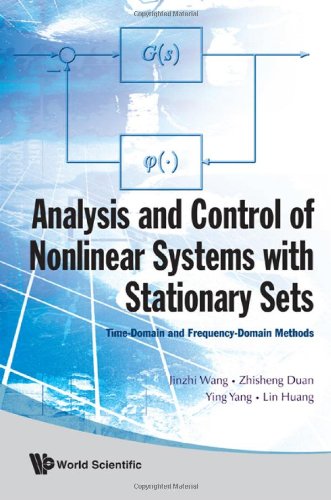 G(s)
φ(·)
Analysis and Control of
Nonlinear Systems with
Stationary Sets
Time-Domain and Frequency-Domain Methods
Jinzhi Wang • Zhisheng Duan
Ying Yang • Lin Huang
World Scientific